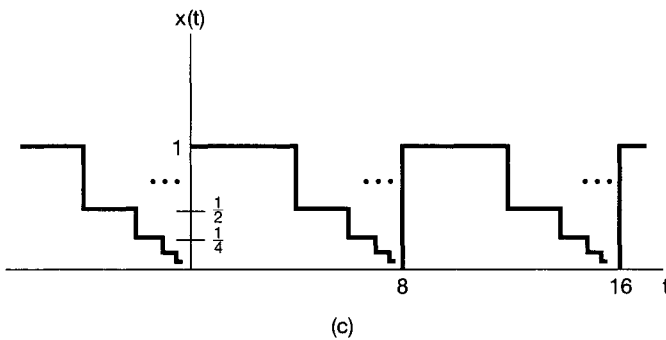 x(t)
1
• • •
• • •
• • •
1/2
1/4
8
16
t
(c)